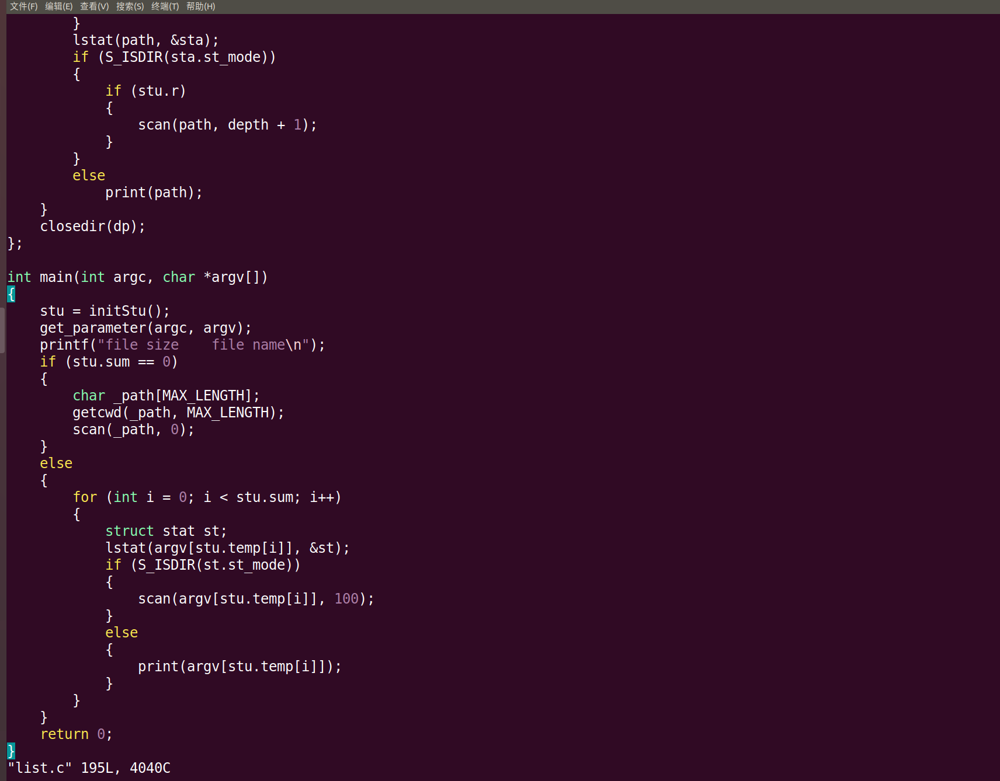 文件(F) 编辑(E) 查看(V) 搜索(S) 终端(T) 帮助(H)
        }
        lstat(path, &sta);
        if (S_ISDIR(sta.st_mode))
        {
            if (stu.r)
            {
                scan(path, depth + 1);
            }
        }
        else
            print(path);
    }
    closedir(dp);
};

int main(int argc, char *argv[])
{
    stu = initStu();
    get_parameter(argc, argv);
    printf("file size    file name\n");
    if (stu.sum == 0)
    {
        char _path[MAX_LENGTH];
        getcwd(_path, MAX_LENGTH);
        scan(_path, 0);
    }
    else
    {
        for (int i = 0; i < stu.sum; i++)
        {
            struct stat st;
            lstat(argv[stu.temp[i]], &st);
            if (S_ISDIR(st.st_mode))
            {
                scan(argv[stu.temp[i]], 100);
            }
            else
            {
                print(argv[stu.temp[i]]);
            }
        }
    }
    return 0;
}
"list.c" 195L, 4040C